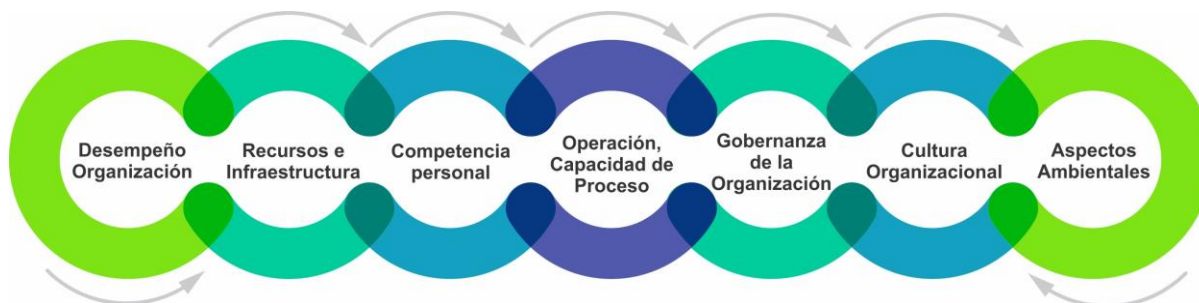 Desempeño
Organización
Recursos e
Infraestructura
Competencia
personal
Operación,
Capacidad de
Proceso
Gobernanza
de la
Organización
Cultura
Organizacional
Aspectos
Ambientales